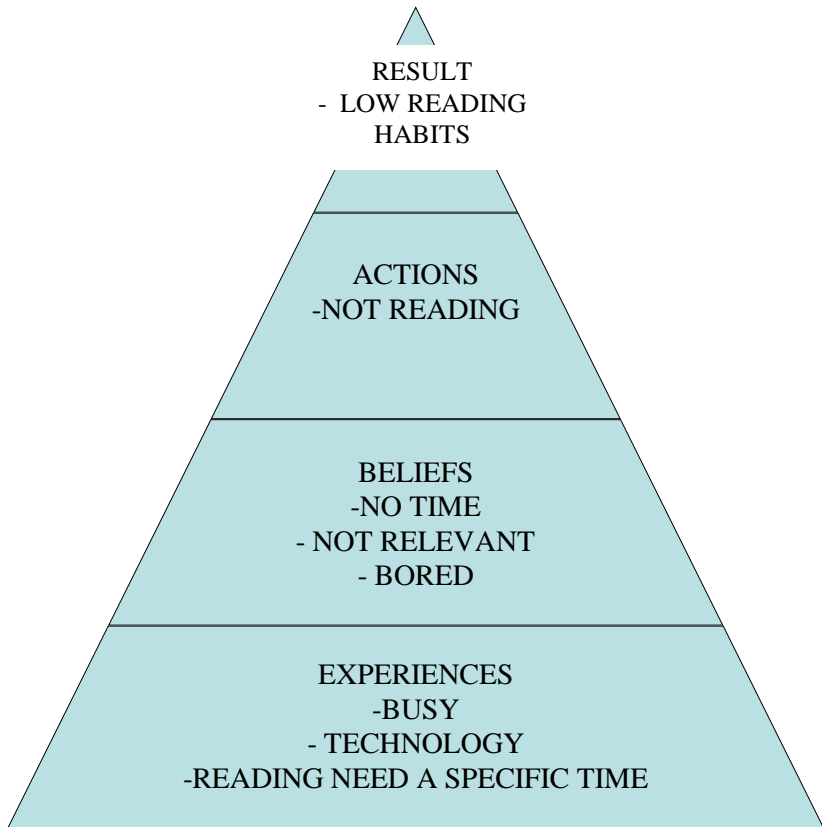 RESULT
- LOW READING
HABITS
ACTIONS
-NOT READING
BELIEFS
-NO TIME
- NOT RELEVANT
- BORED
EXPERIENCES
-BUSY
- TECHNOLOGY
-READING NEED A SPECIFIC TIME